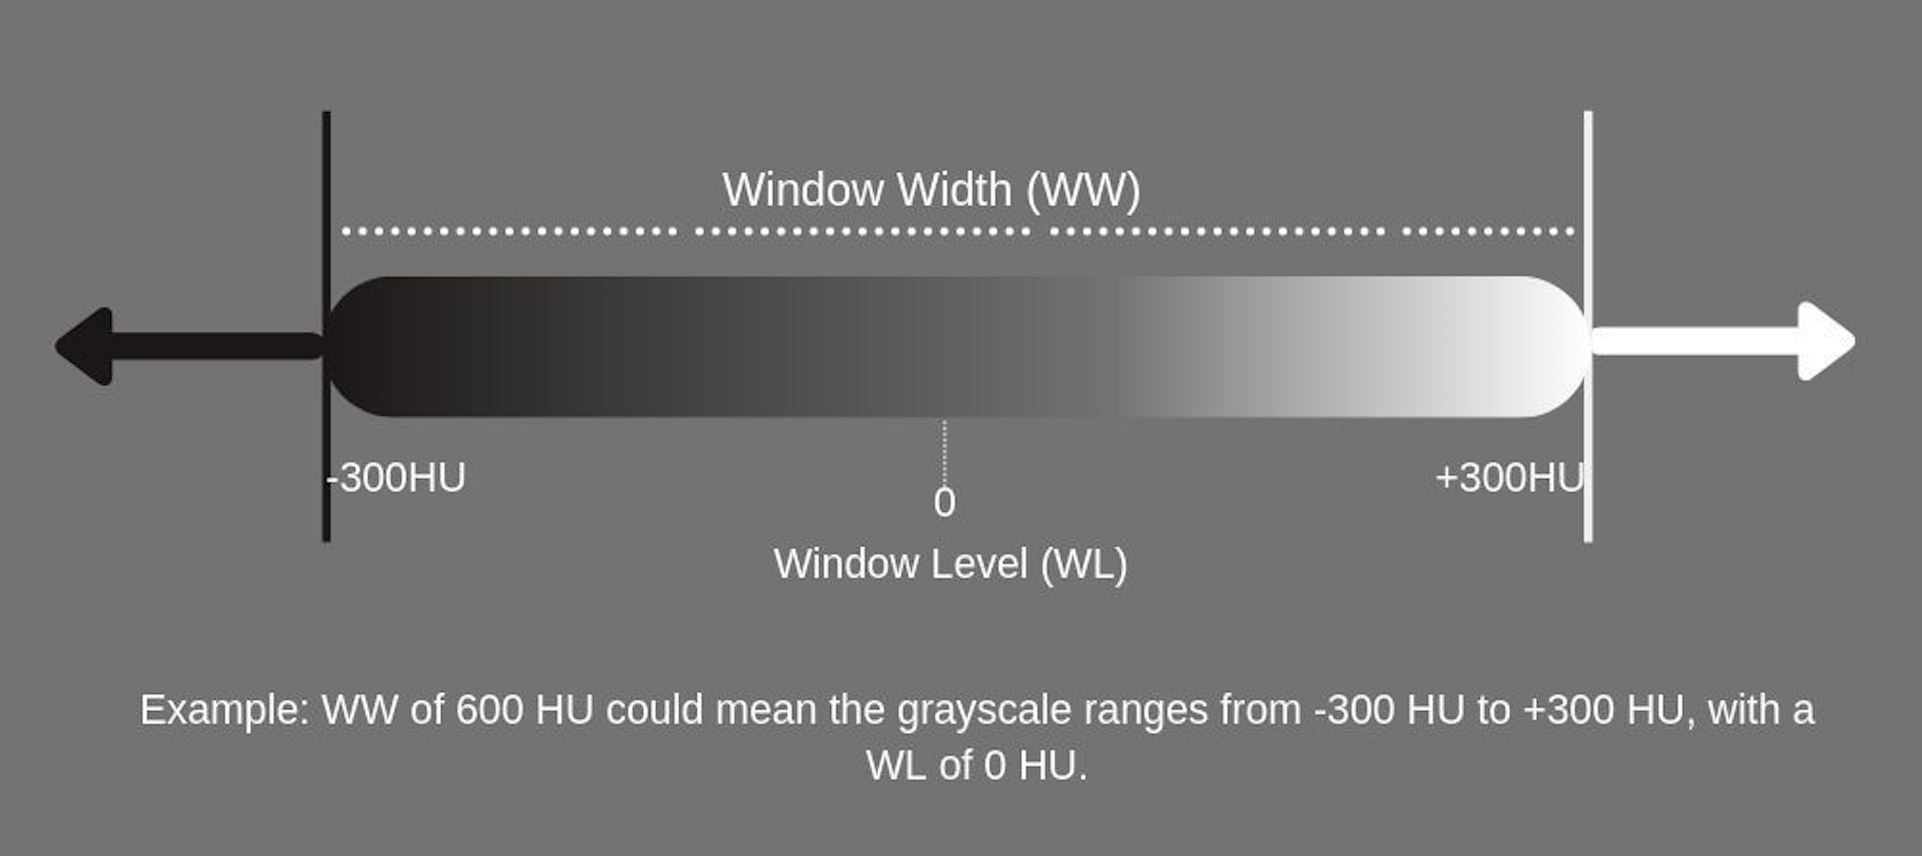 Window Width (WW)
-300HU
+300HU
0
Window Level (WL)
Example: WW of 600 HU could mean the grayscale ranges from -300 HU to +300 HU, with a
WL of 0 HU.